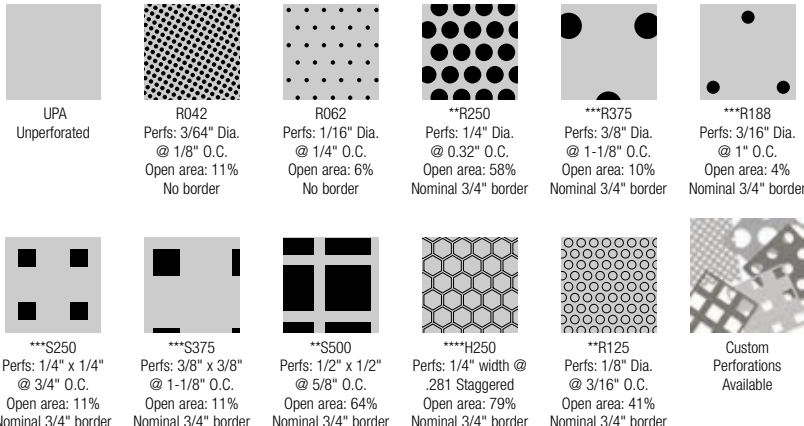 UPA
Unperforated
R042
Perfs: 3/64" Dia.
@ 1/8" O.C.
Open area: 11%
No border
R062
Perfs: 1/16" Dia.
@ 1/4" O.C.
Open area: 6%
No border
**R250
Perfs: 1/4" Dia.
@ 0.32" O.C.
Open area: 58%
Nominal 3/4" border
***R375
Perfs: 3/8" Dia.
@ 1-1/8" O.C.
Open area: 10%
Nominal 3/4" border
***R188
Perfs: 3/16" Dia.
@ 1" O.C.
Open area: 4%
Nominal 3/4" border
***S250
Perfs: 1/4" x 1/4"
@ 3/4" O.C.
Open area: 11%
Nominal 3/4" border
***S375
Perfs: 3/8" x 3/8"
@ 1-1/8" O.C.
Open area: 11%
Nominal 3/4" border
**S500
Perfs: 1/2" x 1/2"
@ 5/8" O.C.
Open area: 64%
Nominal 3/4" border
****H250
Perfs: 1/4" width @
.281 Staggered
Open area: 79%
Nominal 3/4" border
**R125
Perfs: 1/8" Dia.
@ 3/16" O.C.
Open area: 41%
Nominal 3/4" border
Custom
Perforations
Available